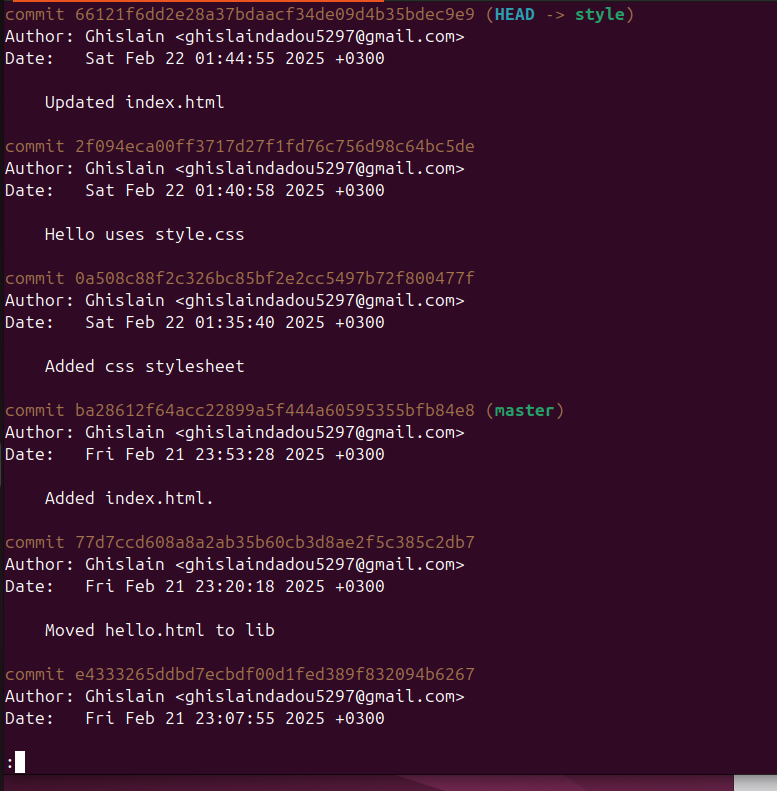 commit 66121f6dd2e28a37bdaacf34de09d4b35bdec9e9 (HEAD -> style)
Author: Ghislain <ghislaindadou5297@gmail.com>
Date:   Sat Feb 22 01:44:55 2025 +0300
    Updated index.html
commit 2f094eca00ff3717d27f1fd76c756d98c64bc5de
Author: Ghislain <ghislaindadou5297@gmail.com>
Date:   Sat Feb 22 01:40:58 2025 +0300
    Hello uses style.css
commit 0a508c88f2c326bc85bf2e2cc5497b72f800477f
Author: Ghislain <ghislaindadou5297@gmail.com>
Date:   Sat Feb 22 01:35:40 2025 +0300
    Added css stylesheet
commit ba28612f64acc22899a5f444a60595355bfb84e8 (master)
Author: Ghislain <ghislaindadou5297@gmail.com>
Date:   Fri Feb 21 23:53:28 2025 +0300
    Added index.html.
commit 77d7ccd608a8a2ab35b60cb3d8ae2f5c385c2db7
Author: Ghislain <ghislaindadou5297@gmail.com>
Date:   Fri Feb 21 23:20:18 2025 +0300
    Moved hello.html to lib
commit e4333265ddbd7ecbdf00d1fed389f832094b6267
Author: Ghislain <ghislaindadou5297@gmail.com>
Date:   Fri Feb 21 23:07:55 2025 +0300
: